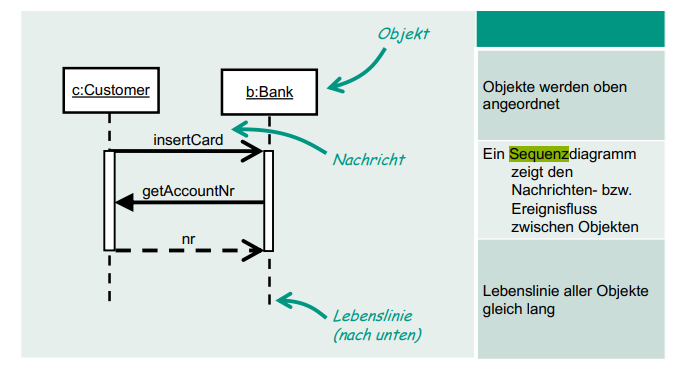 Objekt
c:Customer
b:Bank
insertCard
Nachricht
getAccountNr
nr
Lebenslinie
(nach unten)
Objekte werden oben
angeordnet
Ein Sequenzdiagramm
zeigt den
Nachrichten- bzw.
Ereignisfluss
zwischen Objekten
Lebenslinie aller Objekte
gleich lang